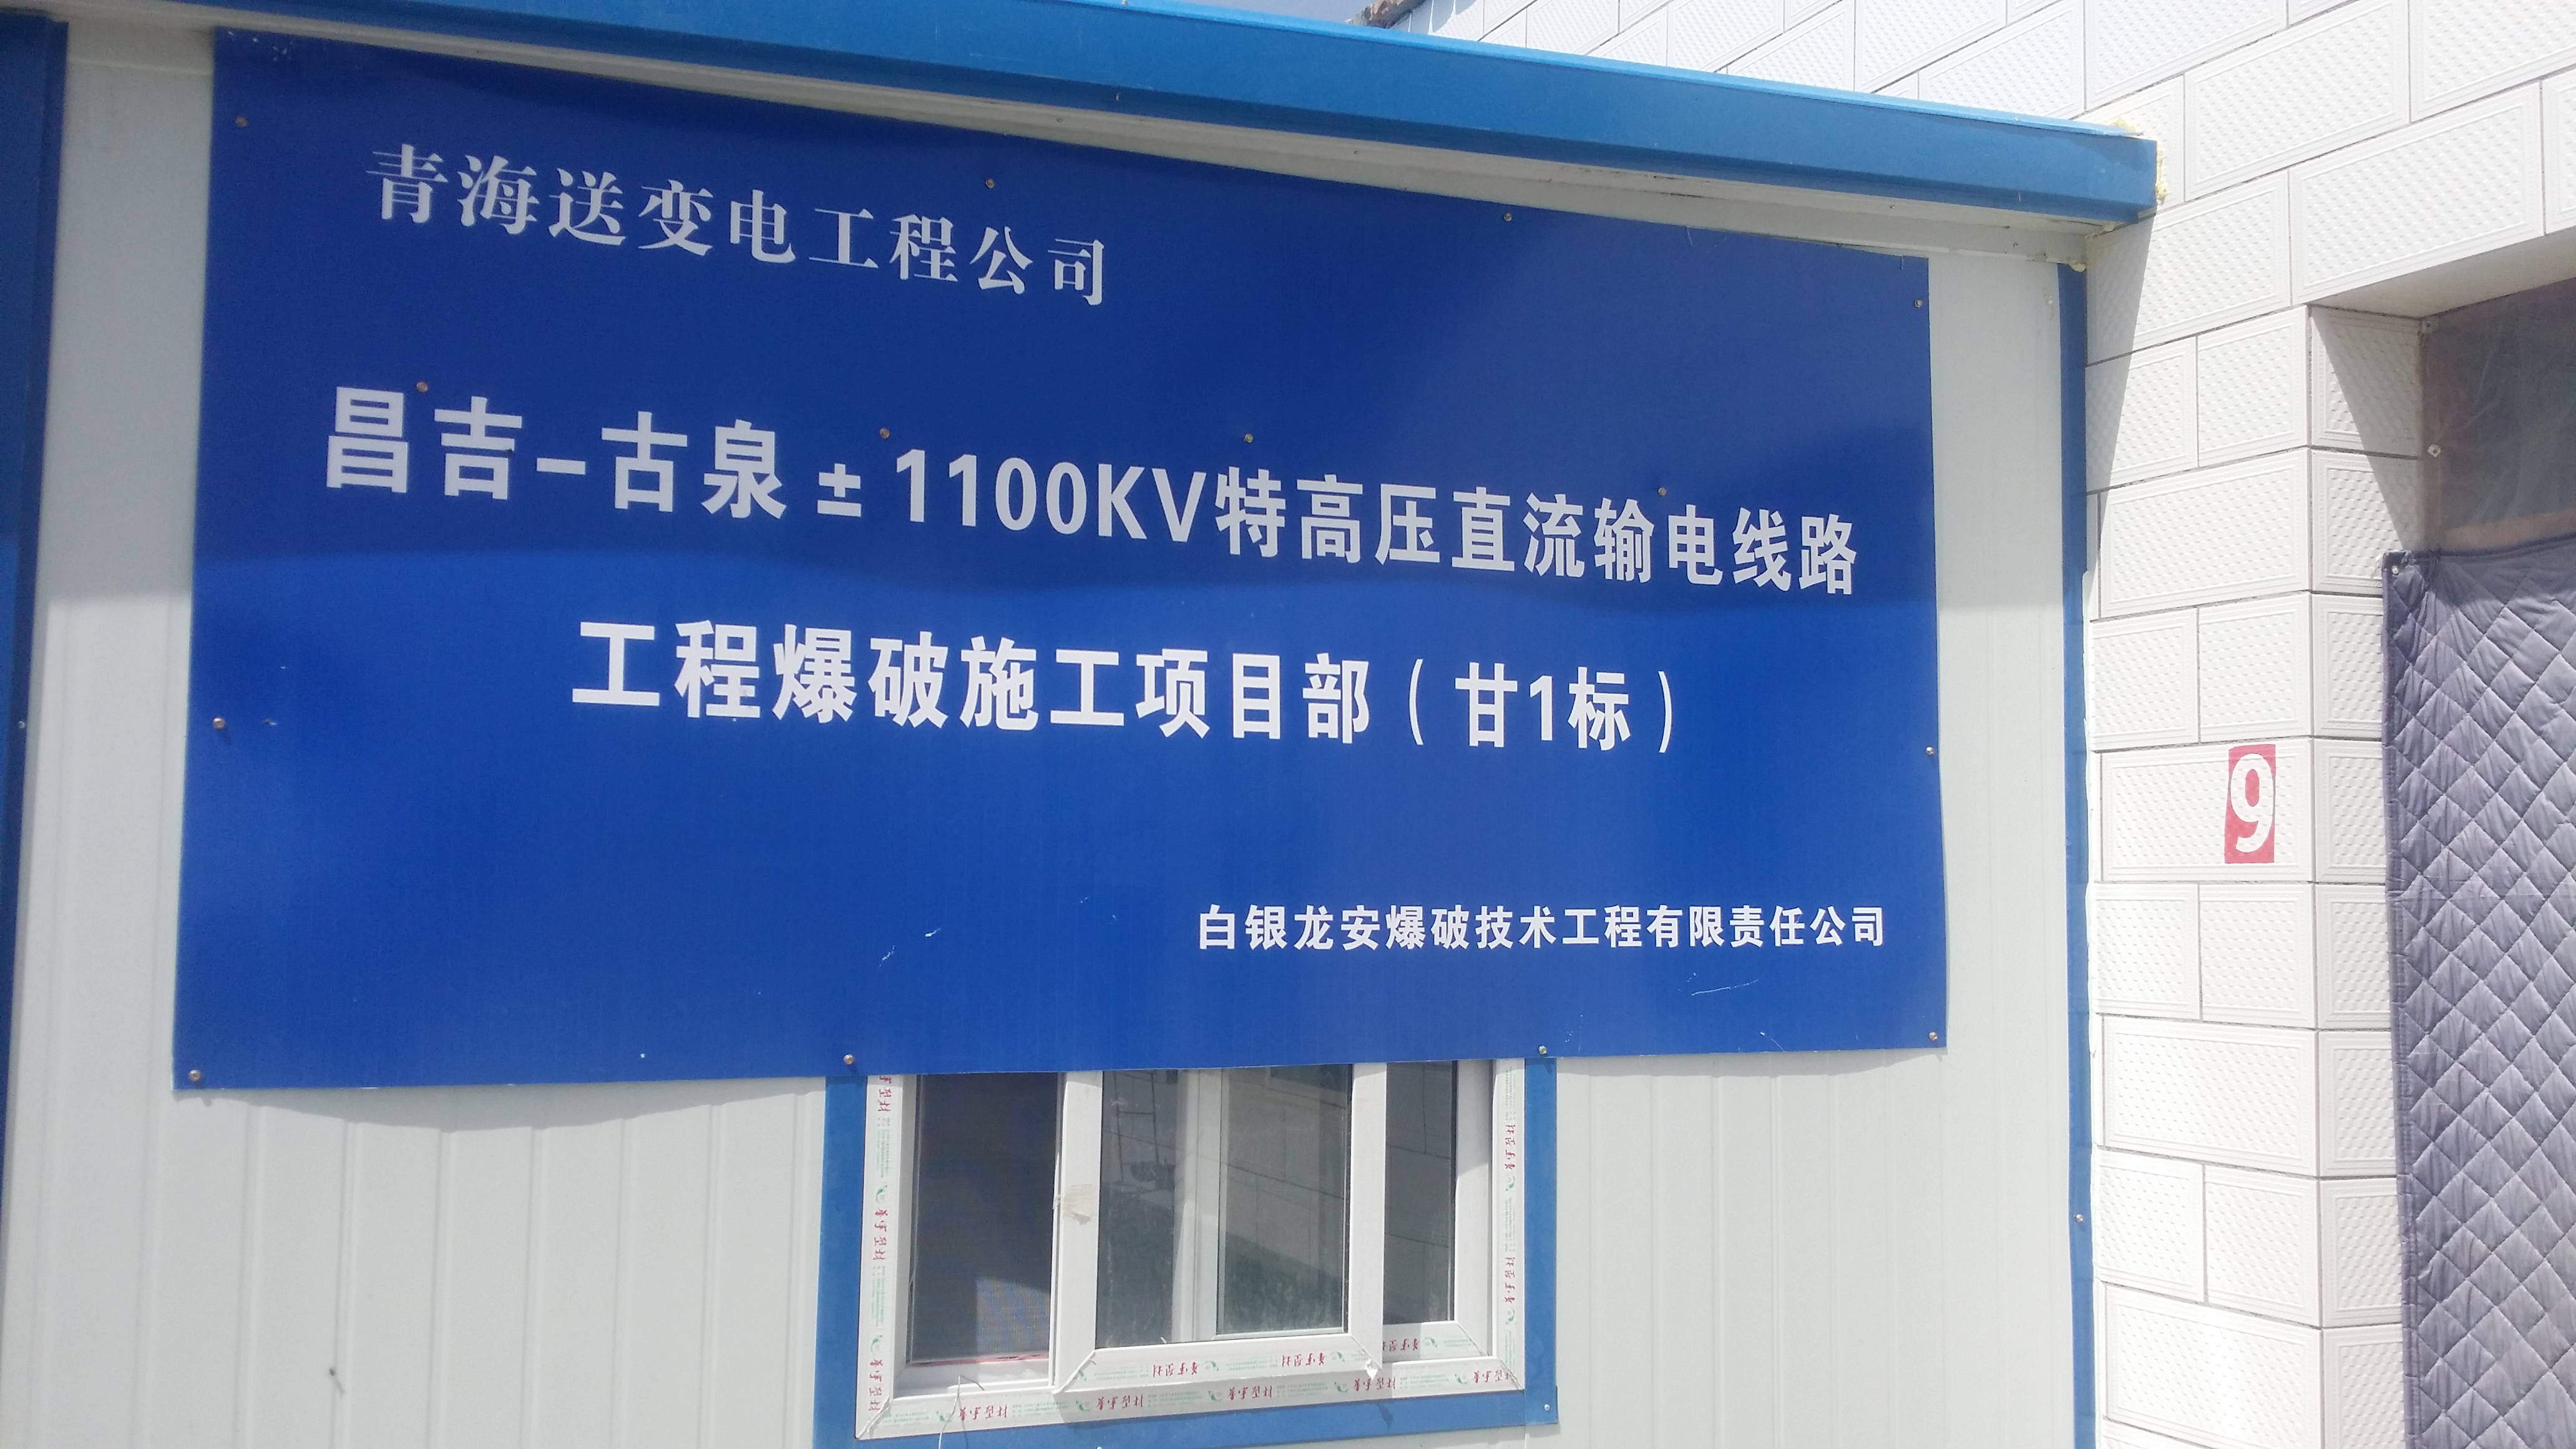 青海送变电工程公司
昌吉-古泉±1100KV特高压直流输电线路
工程爆破施工项目部（甘1标）
白银龙安爆破技术工程有限责任公司
9